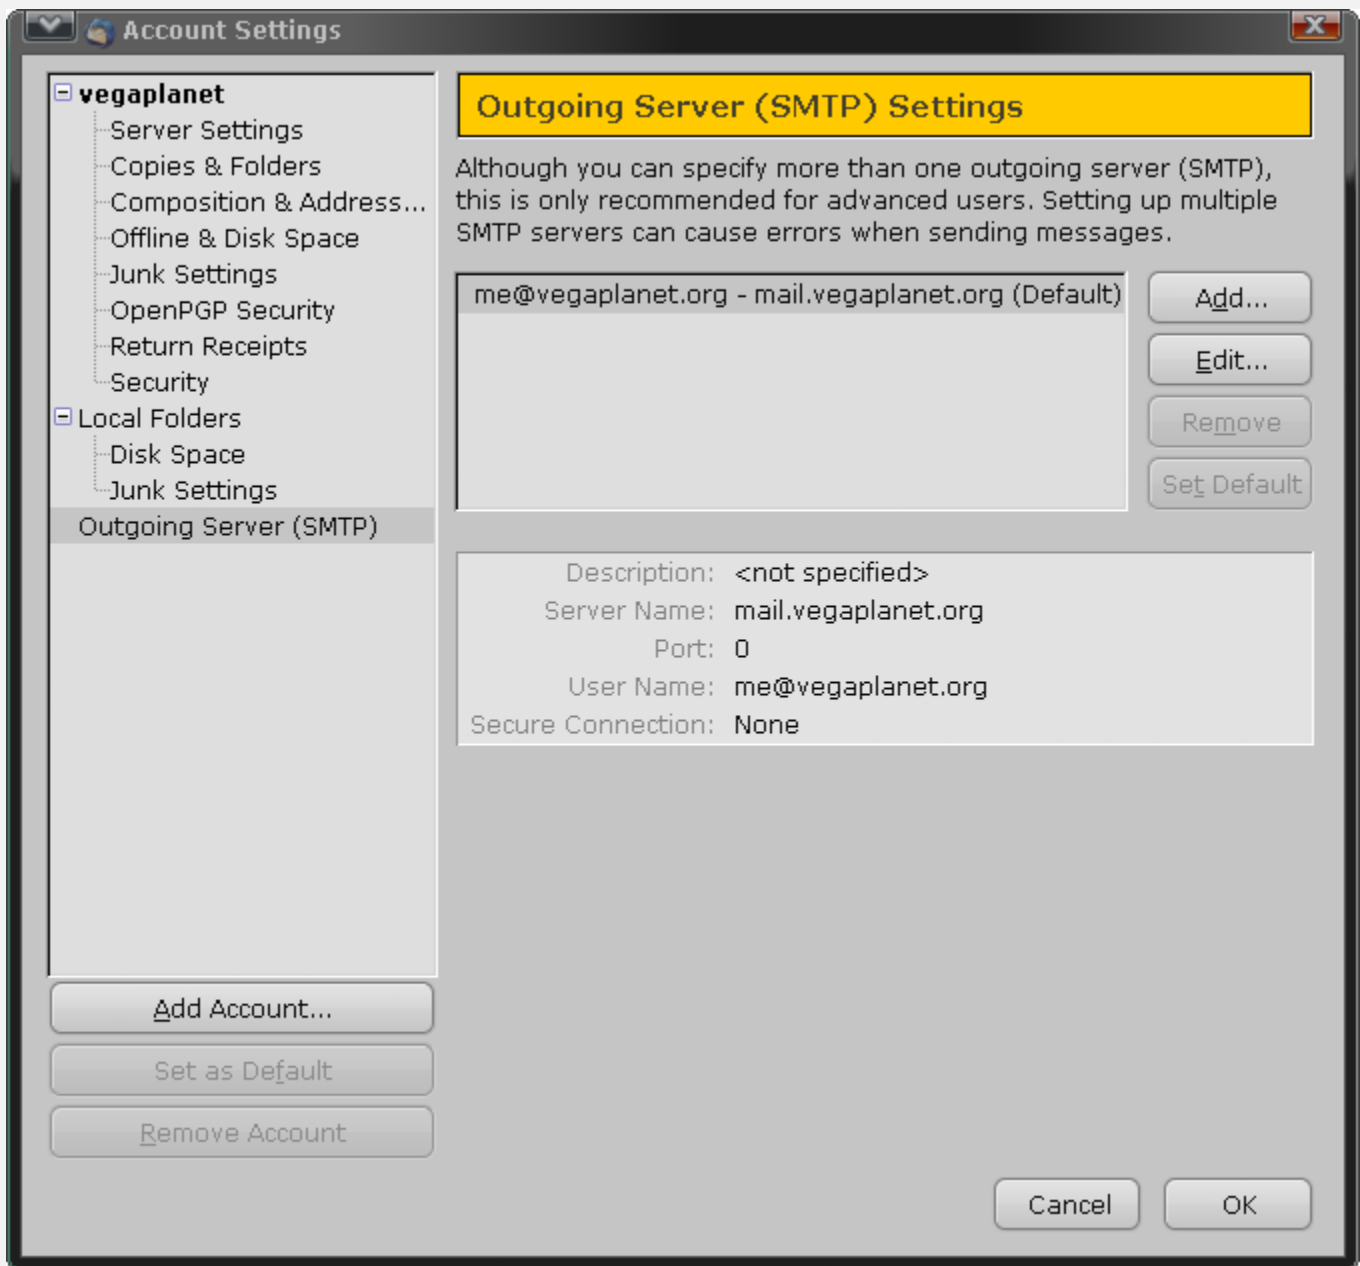 Account Settings
vegaplanet
Server Settings
Copies & Folders
Composition & Address...
Offline & Disk Space
Junk Settings
OpenPGP Security
Return Receipts
Security
Local Folders
Disk Space
Junk Settings
Outgoing Server (SMTP)
Add Account...
Set as Default
Remove Account
Outgoing Server (SMTP) Settings
Although you can specify more than one outgoing server (SMTP),
this is only recommended for advanced users. Setting up multiple
SMTP servers can cause errors when sending messages.
me@vegaplanet.org - mail.vegaplanet.org (Default)
Add...
Edit...
Remove
Set Default
Description: <not specified>
Server Name: mail.vegaplanet.org
Port: 0
User Name: me@vegaplanet.org
Secure Connection: None
Cancel
OK